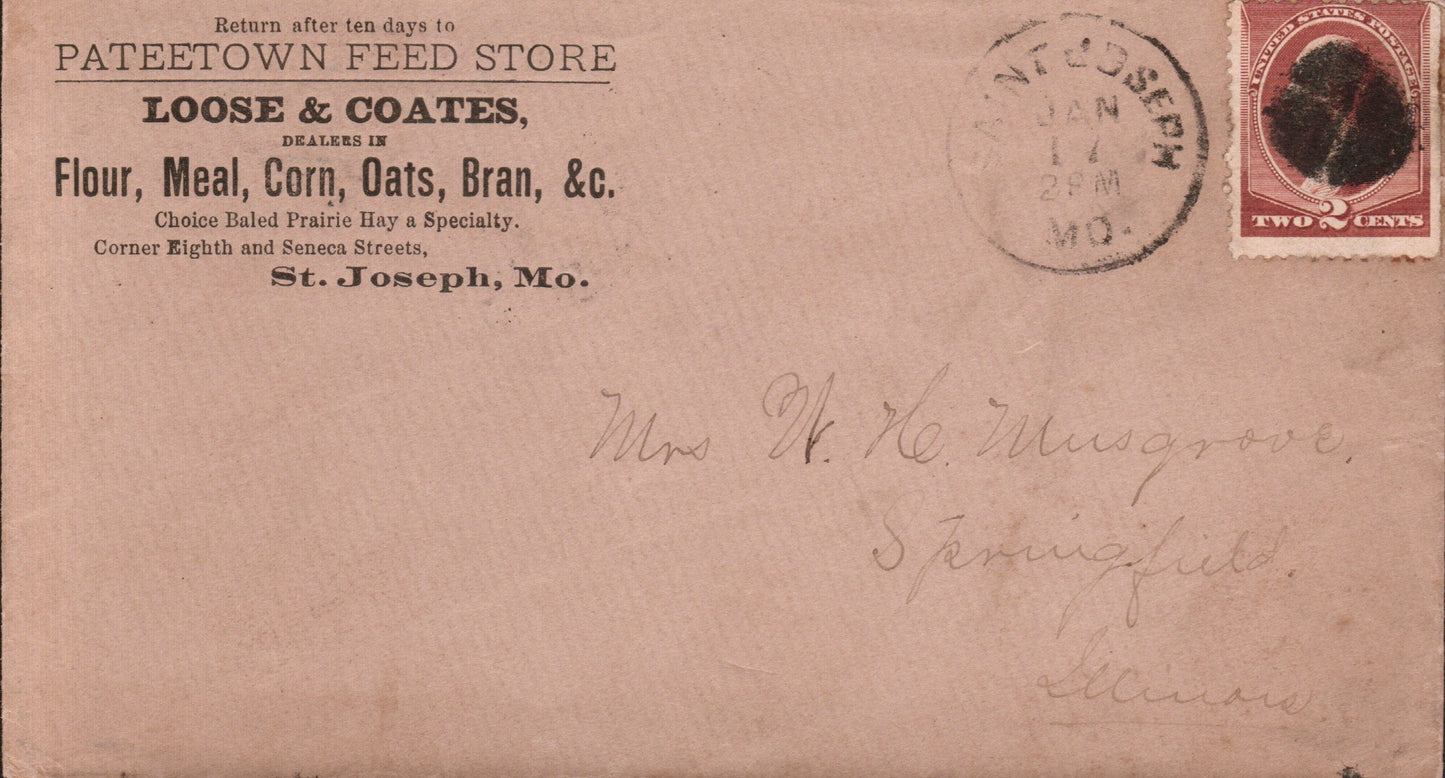 Return after ten days to
PATEETOWN FEED STORE
LOOSE & COATES,
DEALERS IN
Flour, Meal, Corn, Oats, Bran, &c.
Choice Baled Prairie Hay a Specialty.
Corner Eighth and Seneca Streets,
St. Joseph, Mo.
SAINT JOSEPH
JAN
17
2PM
MO.
UNITED STATES POSTAGE
TWO 2 CENTS
Mrs W. H. Musgrove.
Springfield.
Illinois